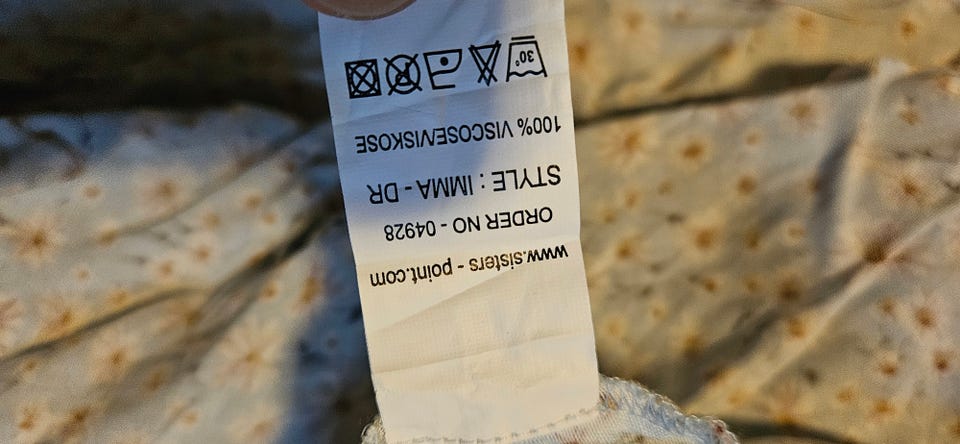 www.sisters - point.com
ORDER NO - 04928
STYLE : IMMA - DR
100% VISCOSE/VISKOSE
30°